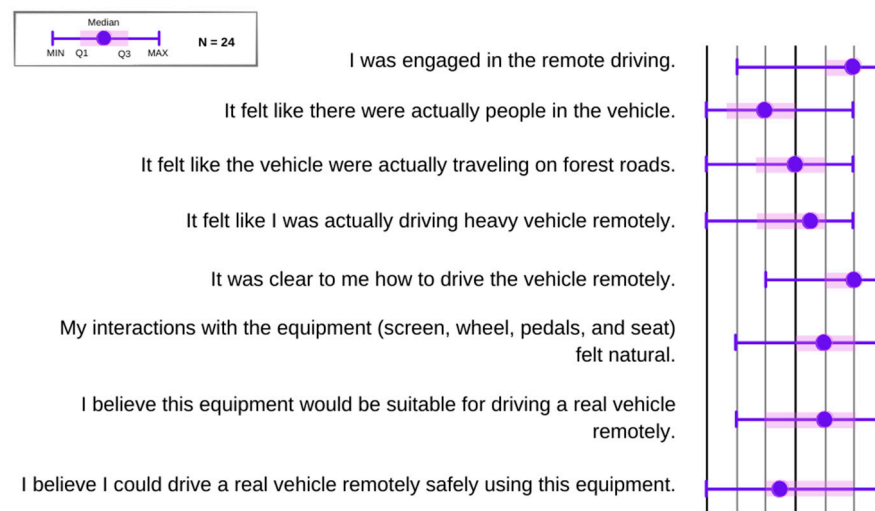 Median
MIN Q1 Q3 MAX
N = 24
I was engaged in the remote driving.
It felt like there were actually people in the vehicle.
It felt like the vehicle were actually traveling on forest roads.
It felt like I was actually driving heavy vehicle remotely.
It was clear to me how to drive the vehicle remotely.
My interactions with the equipment (screen, wheel, pedals, and seat)
felt natural.
I believe this equipment would be suitable for driving a real vehicle
remotely.
I believe I could drive a real vehicle remotely safely using this equipment.